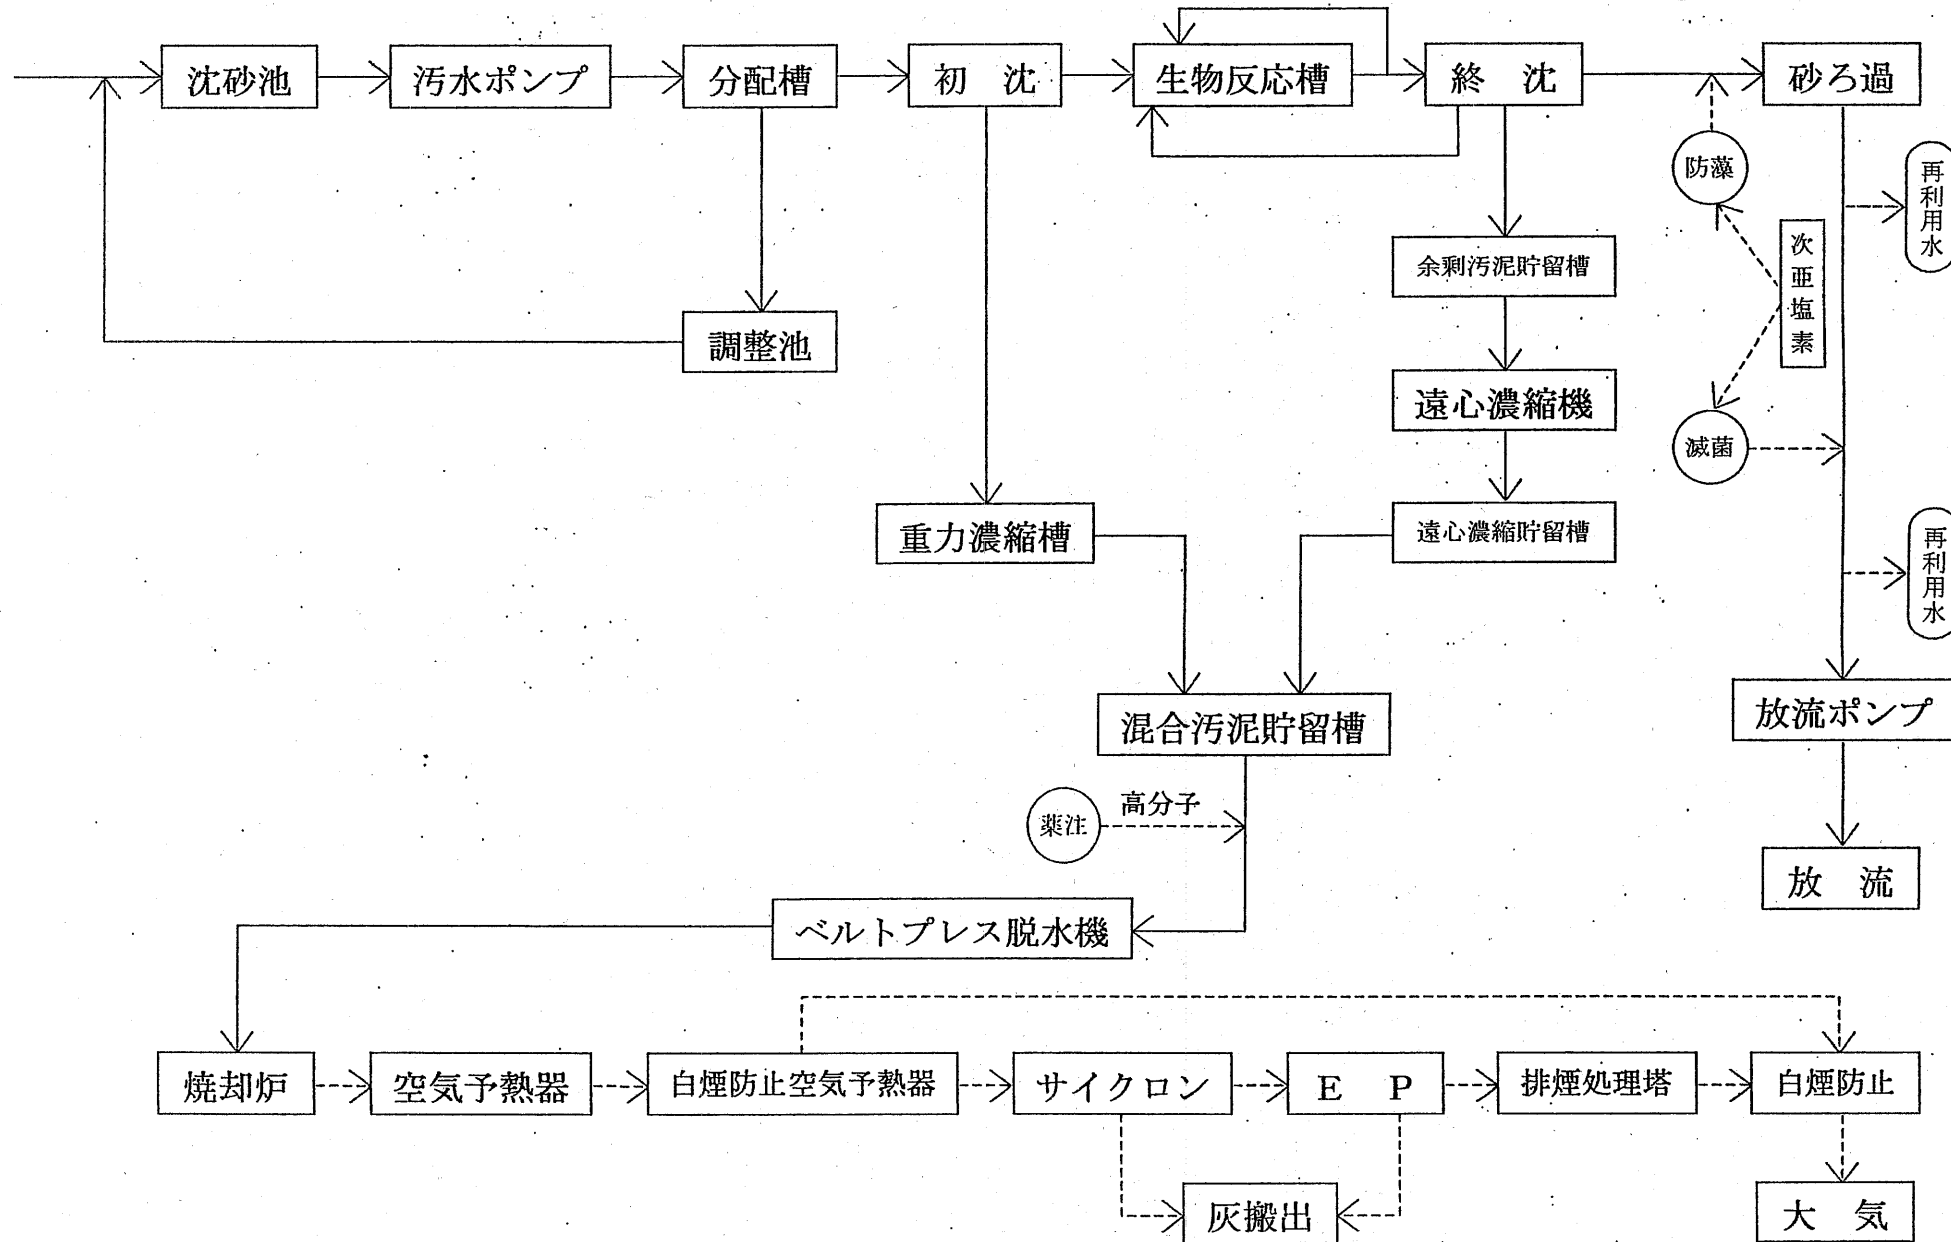 沈砂池
汚水ポンプ
分配槽
初　沈
生物反応槽
終　沈
砂ろ過
防藻
再利用水
次亜塩素
余剰汚泥貯留槽
調整池
遠心濃縮機
滅菌
重力濃縮槽
遠心濃縮貯留槽
再利用水
混合汚泥貯留槽
放流ポンプ
薬注
高分子
放　流
ベルトプレス脱水機
焼却炉
空気予熱器
白煙防止空気予熱器
サイクロン
Ｅ　Ｐ
排煙処理塔
白煙防止
灰搬出
大　気